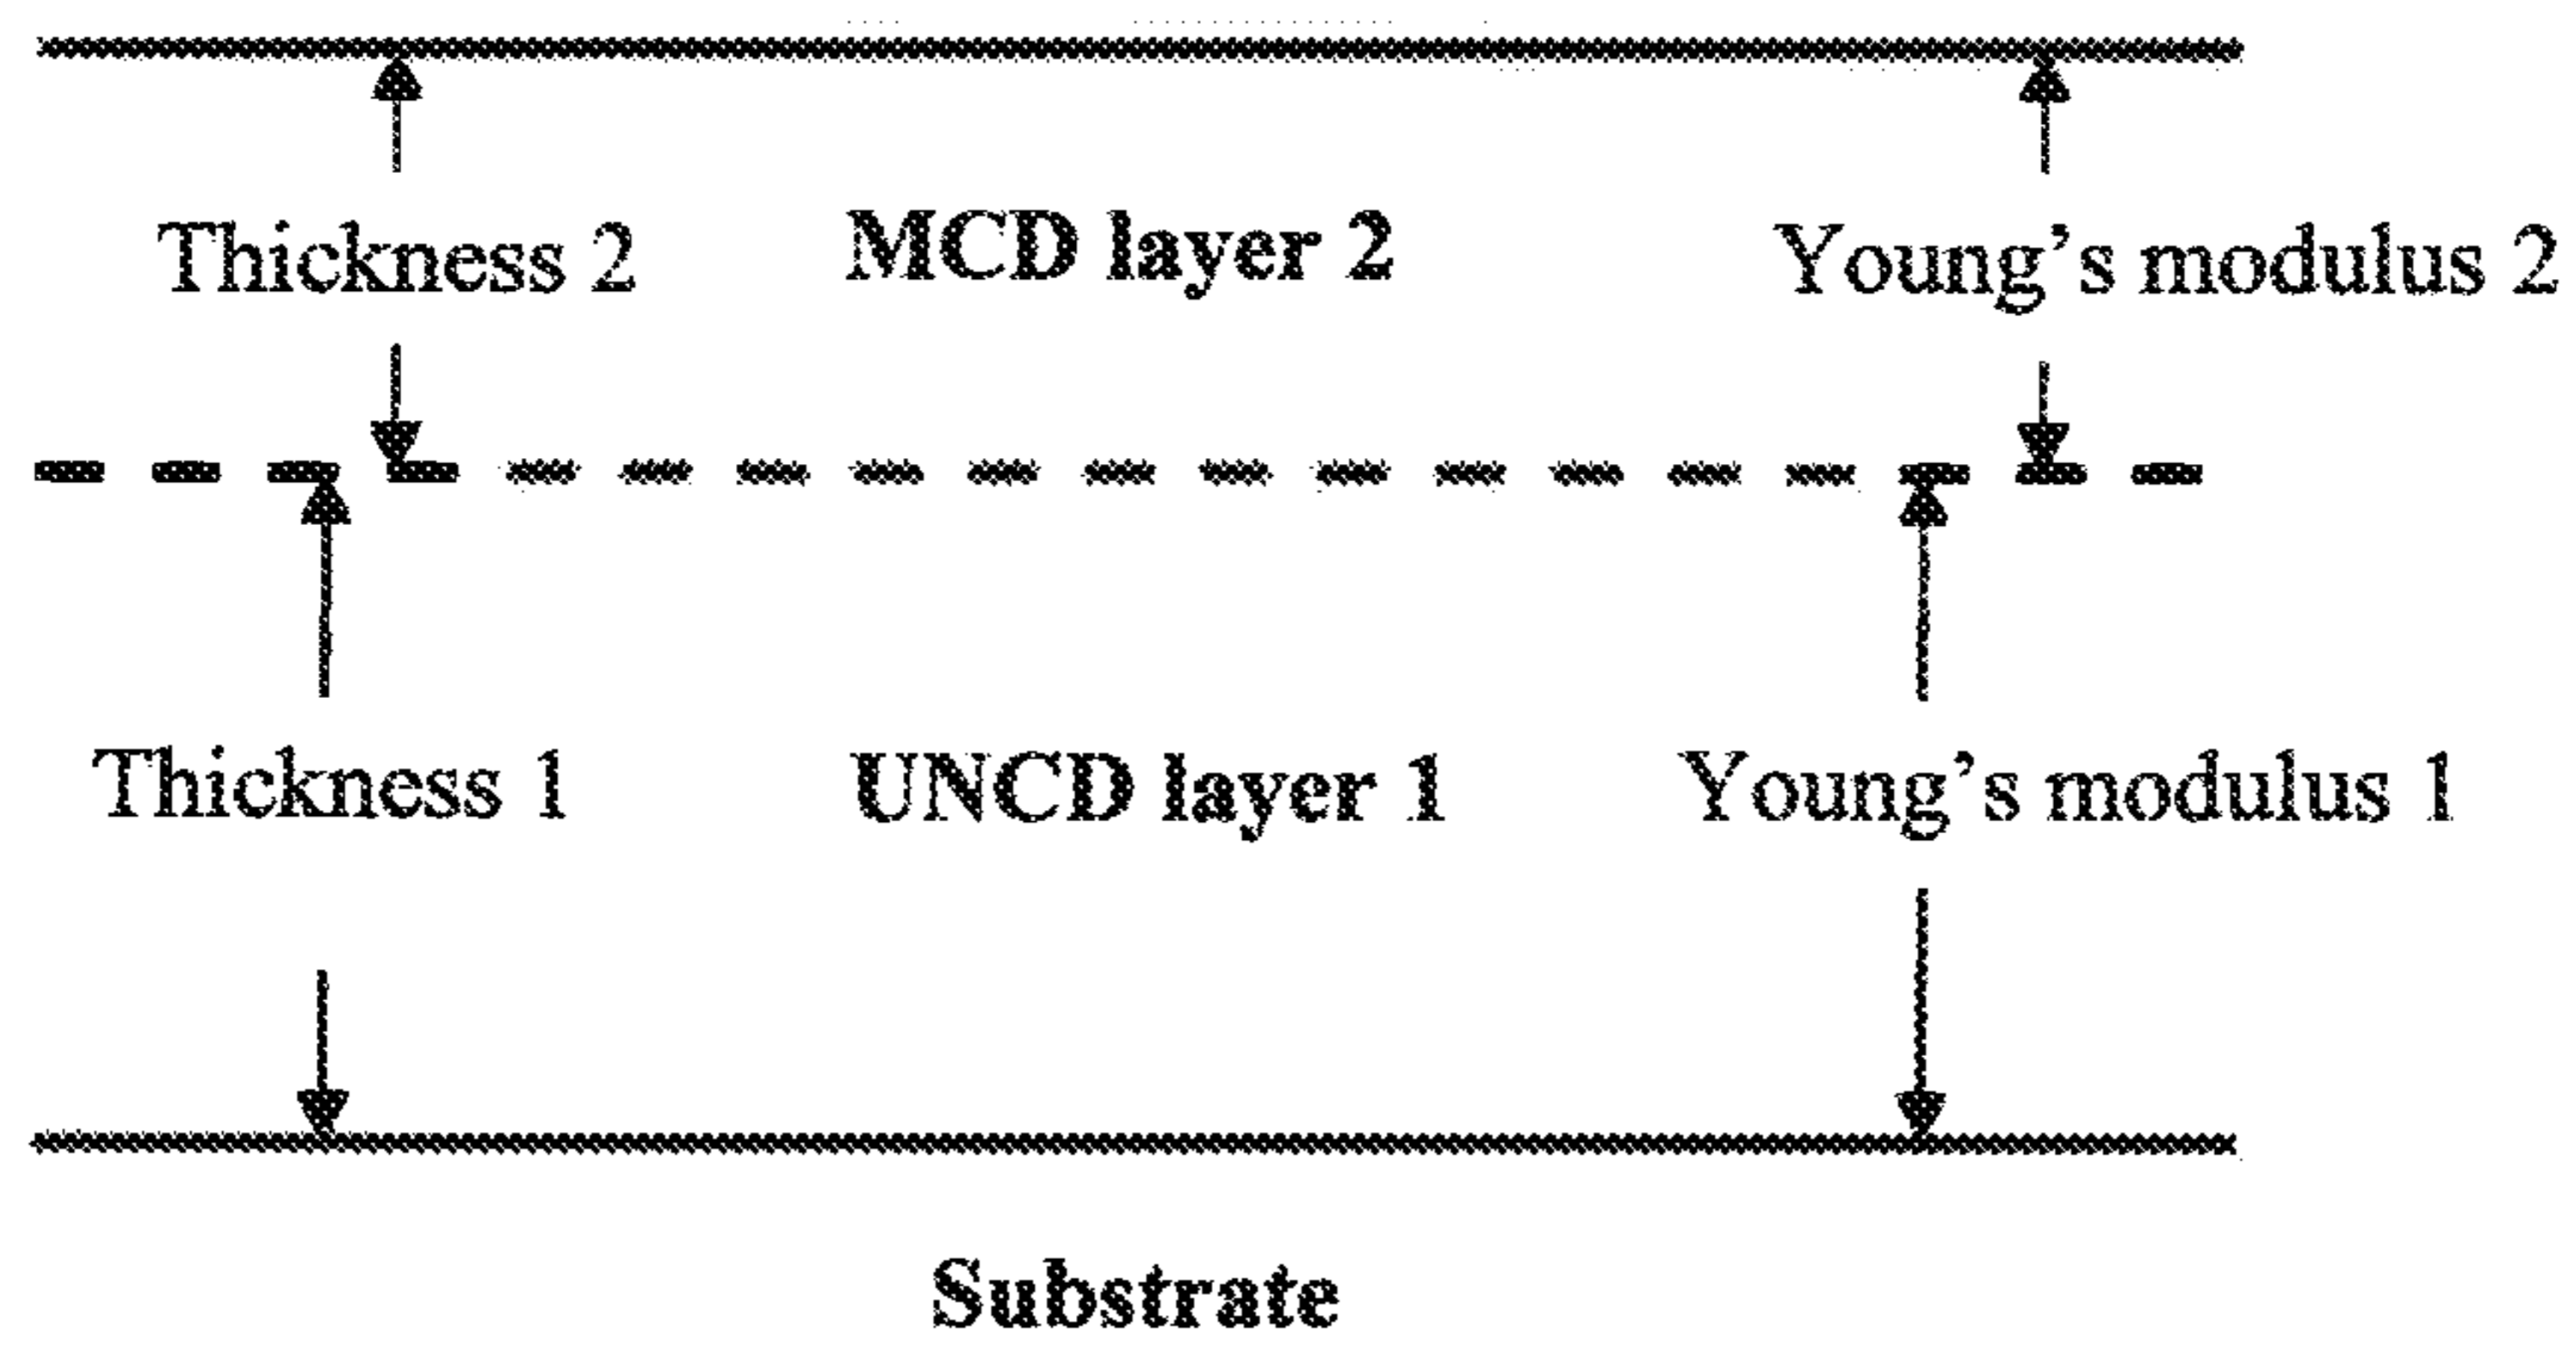 Thickness 2 MCD layer 2 Young’s modulus 2
Thickness 1 UNCD layer 1 Young’s modulus 1
Substrate